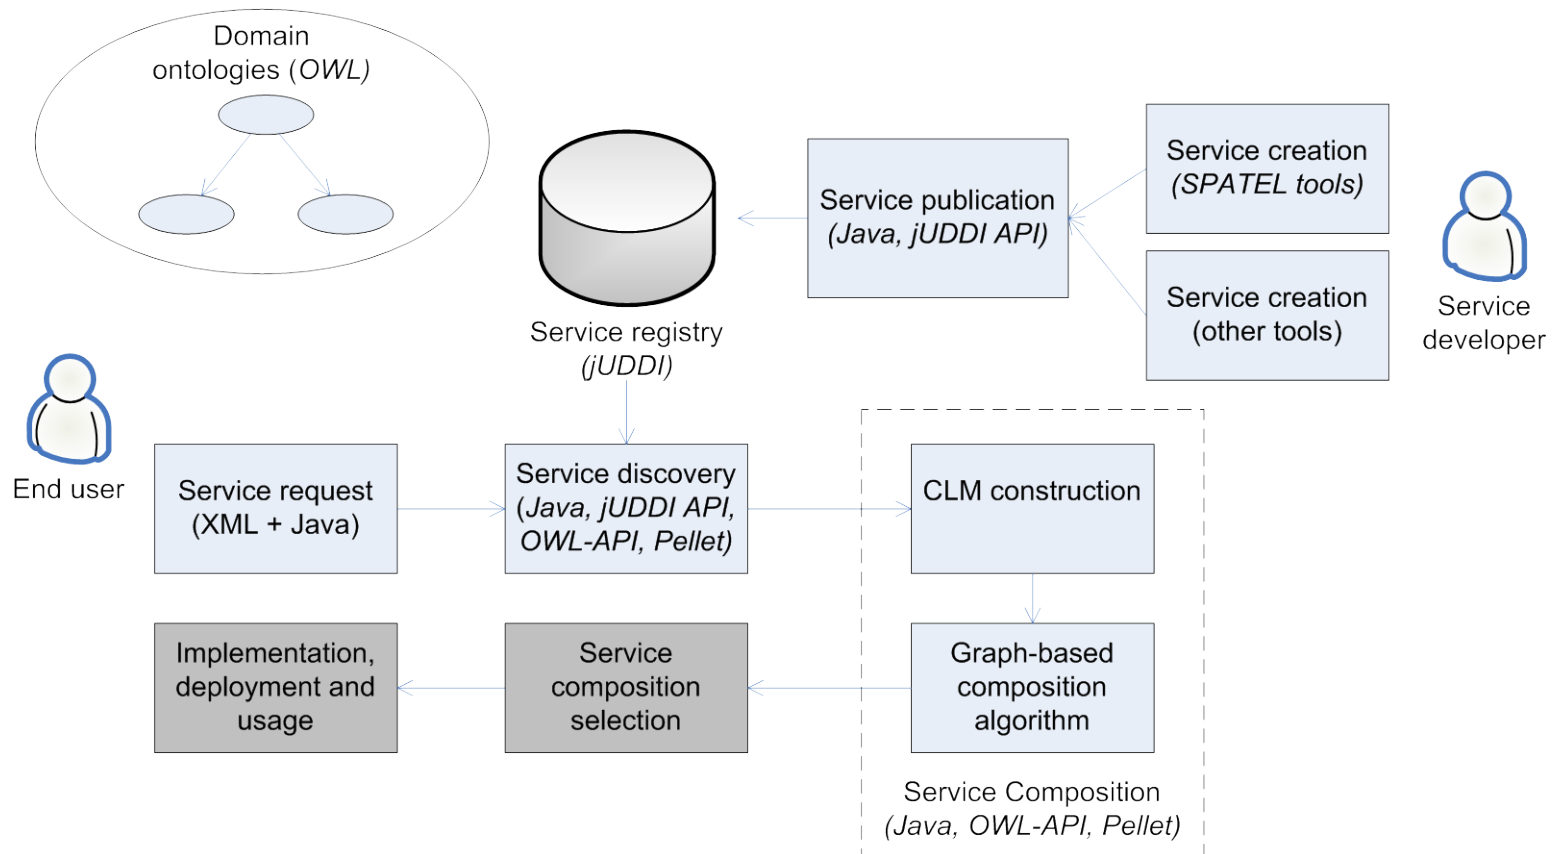 Domain
ontologies (OWL)
Service creation
(SPATEL tools)
Service publication
(Java, jUDDI API)
Service creation
(other tools)
Service
developer
Service registry
(jUDDI)
End user
Service request
(XML + Java)
Service discovery
(Java, jUDDI API,
OWL-API, Pellet)
CLM construction
Implementation,
deployment and
usage
Service
composition
selection
Graph-based
composition
algorithm
Service Composition
(Java, OWL-API, Pellet)